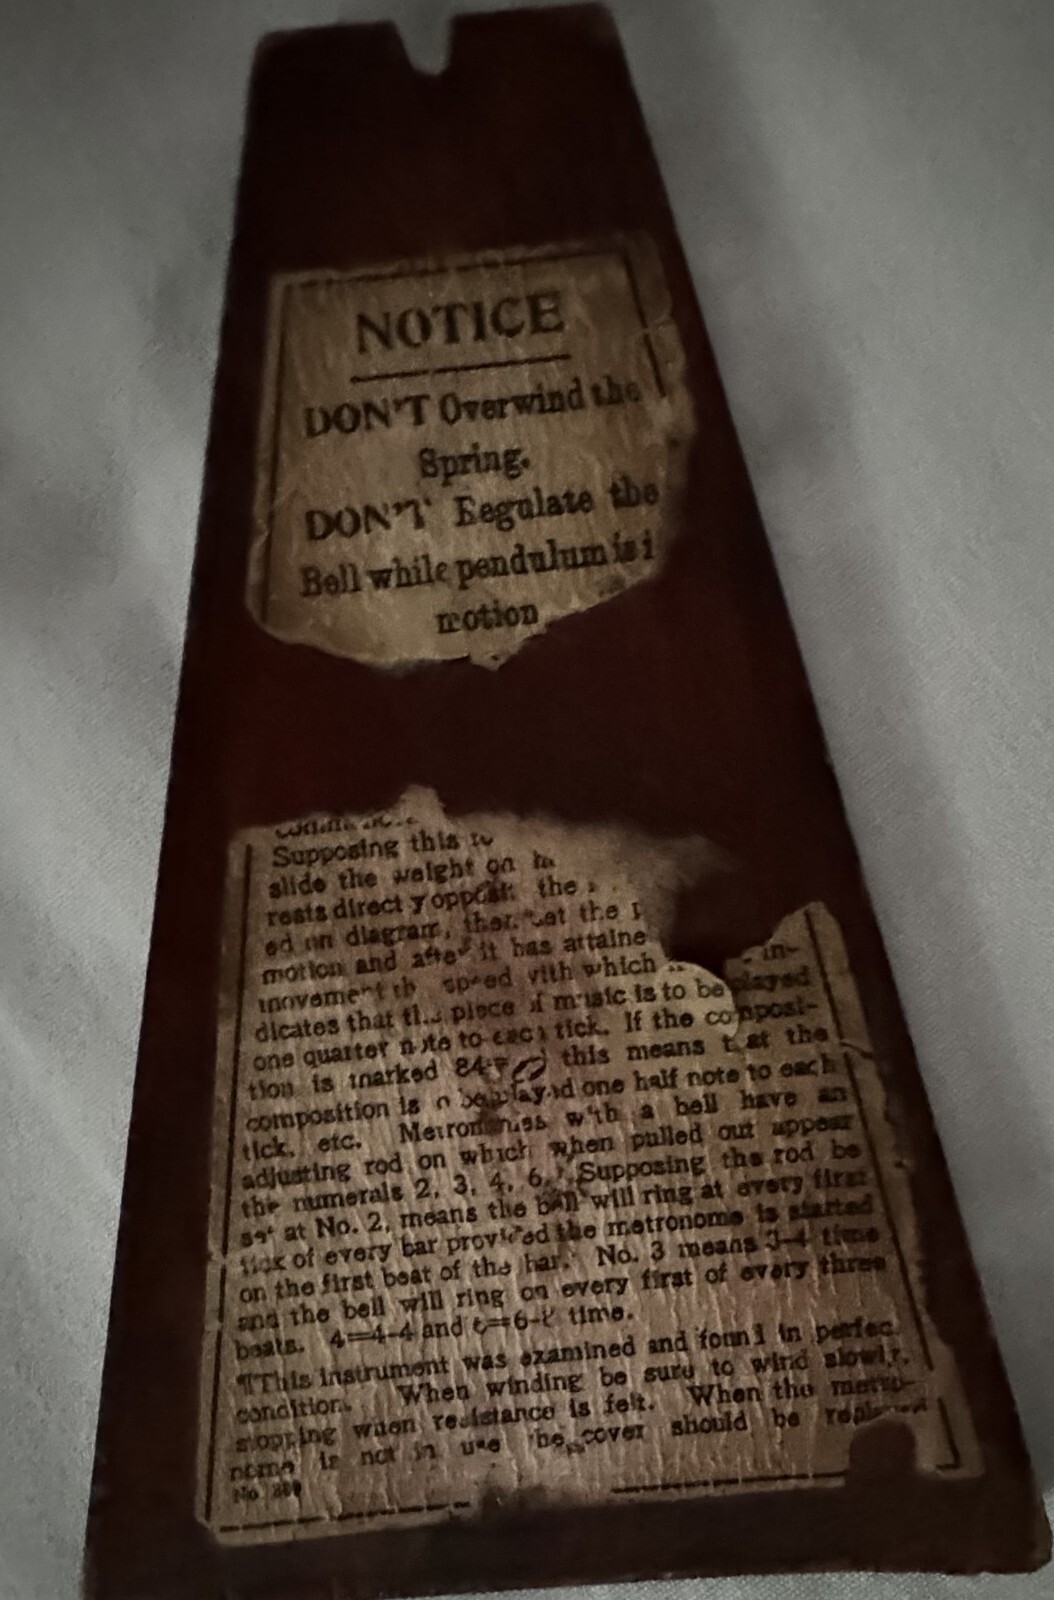 NOTICE
DON'T Overwind the
Spring.
DON'T Regulate the
Bell while pendulum is i
motion
Supposing this
slide the weight on
rests directly opposit the
ed on diagram, then set the
motion and after it has attaine
movement th speed with which in-
dicates that this piece of music is to be played
one quarter note to each tick. If the composi-
tion is marked 84 this means that the
composition is to be played one half note to each
tick, etc. Metronomes with a bell have an
adjusting rod on which when pulled out appear
the numerals 2, 3, 4, 6. Supposing the rod be
set at No. 2, means the bell will ring at every first
tick of every bar provided the metronome is started
on the first beat of the bar. No. 3 means 3-4 time
and the bell will ring on every first of every three
beats. 4=4-4 and 6=6-8 time.
¶This instrument was examined and found in perfec
condition. When winding be sure to wind slowly,
stopping when resistance is felt. When the metro-
nome is not in use the cover should be replaced
No